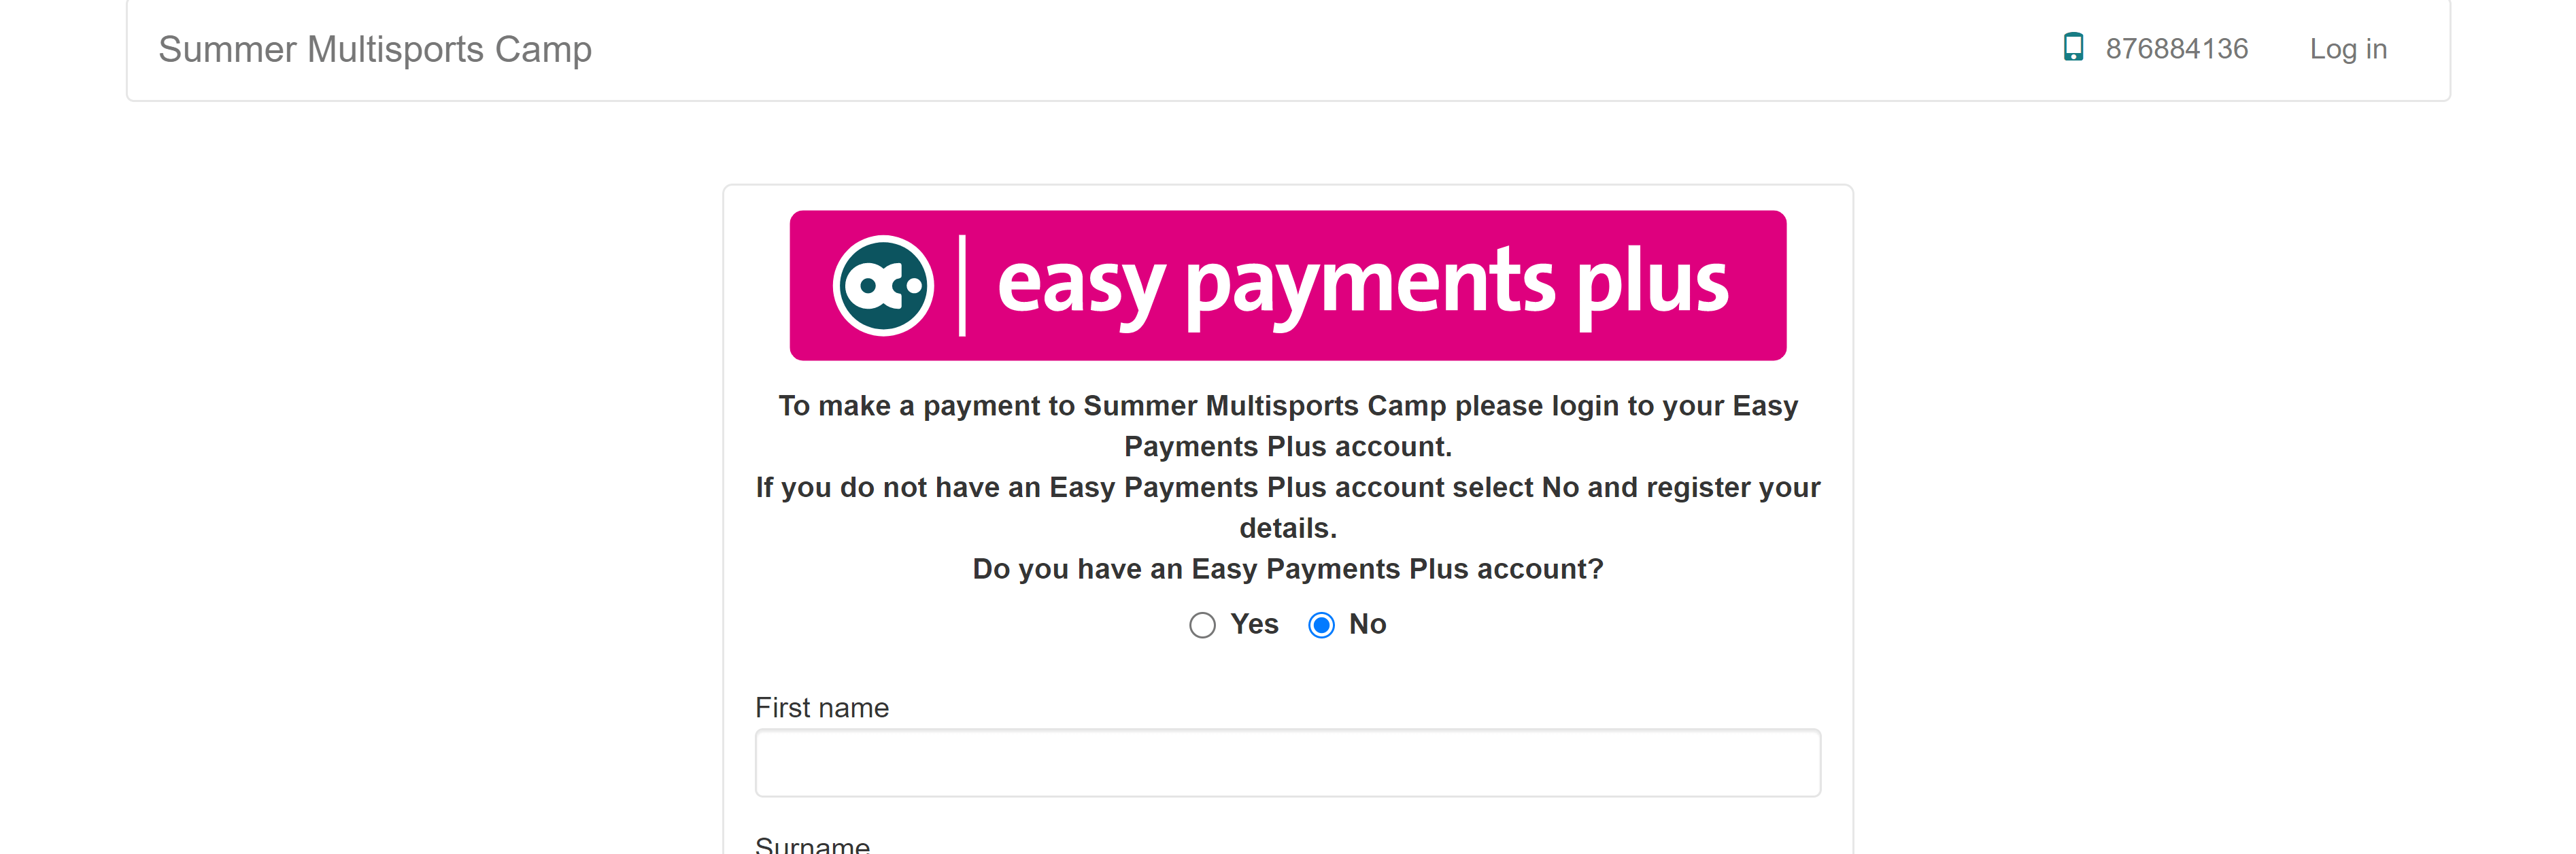 Summer Multisports Camp
876884136
Log in
easy payments plus
To make a payment to Summer Multisports Camp please login to your Easy
Payments Plus account.
If you do not have an Easy Payments Plus account select No and register your
details.
Do you have an Easy Payments Plus account?
Yes No
First name
Surname